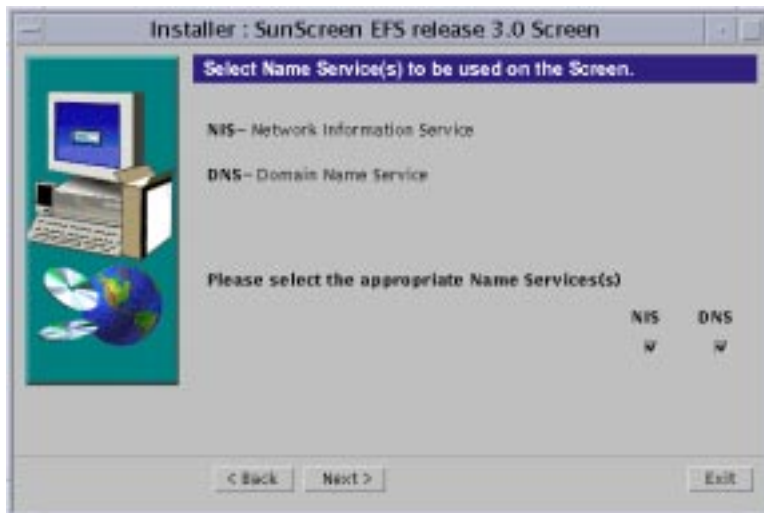 Installer : SunScreen EFS release 3.0 Screen
Select Name Service(s) to be used on the Screen.
NIS– Network Information Service
DNS– Domain Name Service
Please select the appropriate Name Services(s)
NIS DNS
< Back Next > Exit